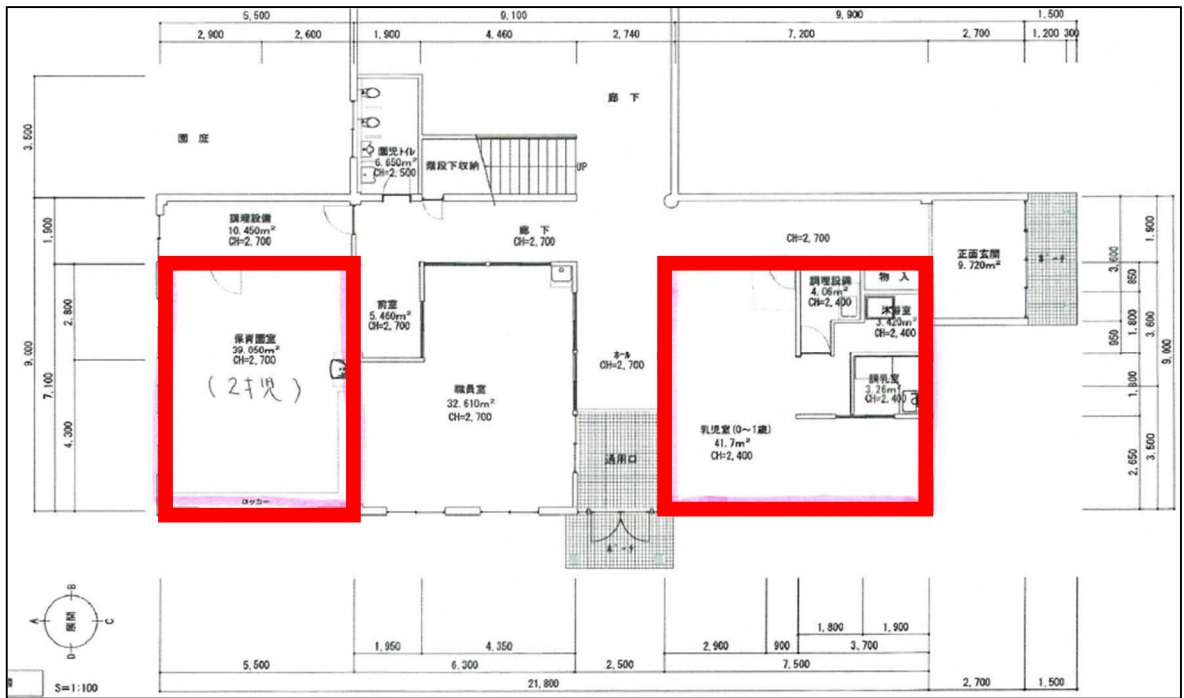 5,500 9,100 9,900 1,500
2,900 2,600 1,900 4,460 2,740 7,200 2,700 1,200 300
廊 下
園 庭
3,500
園児トイレ
6.650m²
CH=2,500
階段下収納
UP
調理設備
10.450m²
CH=2,700
廊 下
CH=2,700
CH=2,700
正面玄関
9.720m²
ポーチ
1,900
2,800
9,000
7,100
4,300
3,600
1,900
850
1,800
3,600
950
9,000
1,800
2,650
3,500
前室
5.460m²
CH=2,700
調理設備
4.06m²
CH=2,400
物 入
沐浴室
3.420m²
CH=2,400
保育園室
39.050m²
CH=2,700
(2才児)
職員室
32.610m²
CH=2,700
ホール
CH=2,700
調乳室
3.26m²
CH=2,400
乳児室(0～1歳)
41.7m²
CH=2,400
通用口
ロッカー
ポーチ
B
A
展開
C
D
1,800 1,900
1,950 4,350 2,900 900 3,700
5,500 6,300 2,500 7,500
21,800 2,700 1,500
S=1:100